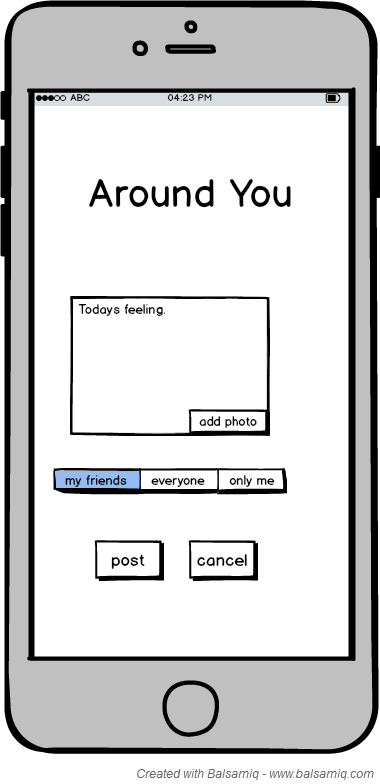 ABC 04:23 PM
Around You
Todays feeling.
add photo
my friends everyone only me
post cancel
Created with Balsamiq - www.balsamiq.com